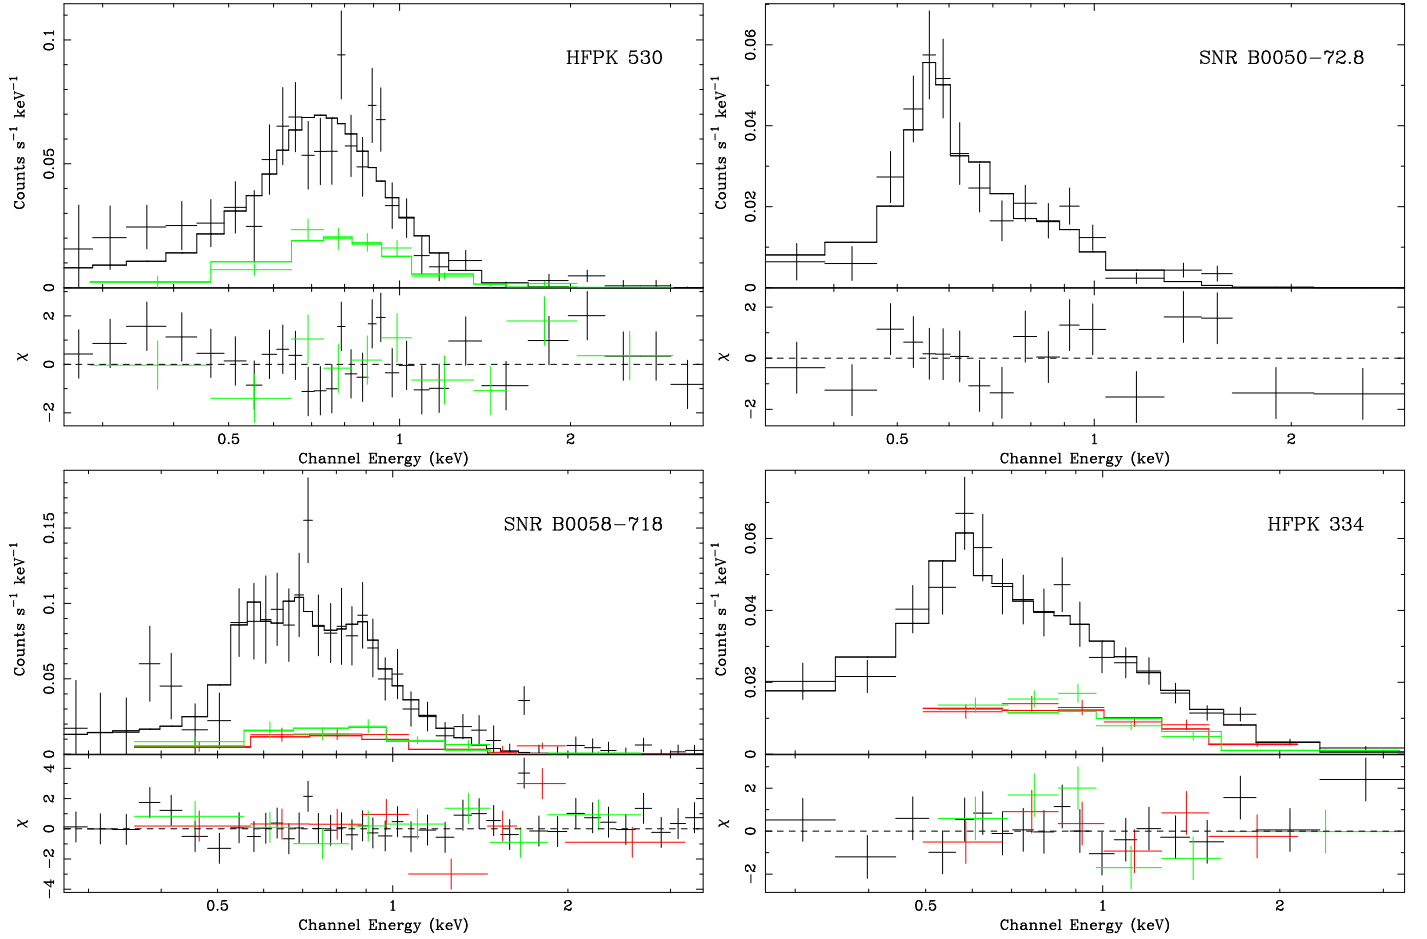 HFPK 530
Counts s⁻¹ keV⁻¹
0.1
0.05
0
χ
2
0
−2
0.5 1 2
Channel Energy (keV)
SNR B0050−72.8
Counts s⁻¹ keV⁻¹
0.06
0.04
0.02
0
χ
2
0
−2
0.5 1 2
Channel Energy (keV)
SNR B0058−718
Counts s⁻¹ keV⁻¹
0.15
0.1
0.05
0
χ
4
2
0
−2
−4
0.5 1 2
Channel Energy (keV)
HFPK 334
Counts s⁻¹ keV⁻¹
0.06
0.04
0.02
0
χ
2
0
−2
0.5 1 2
Channel Energy (keV)